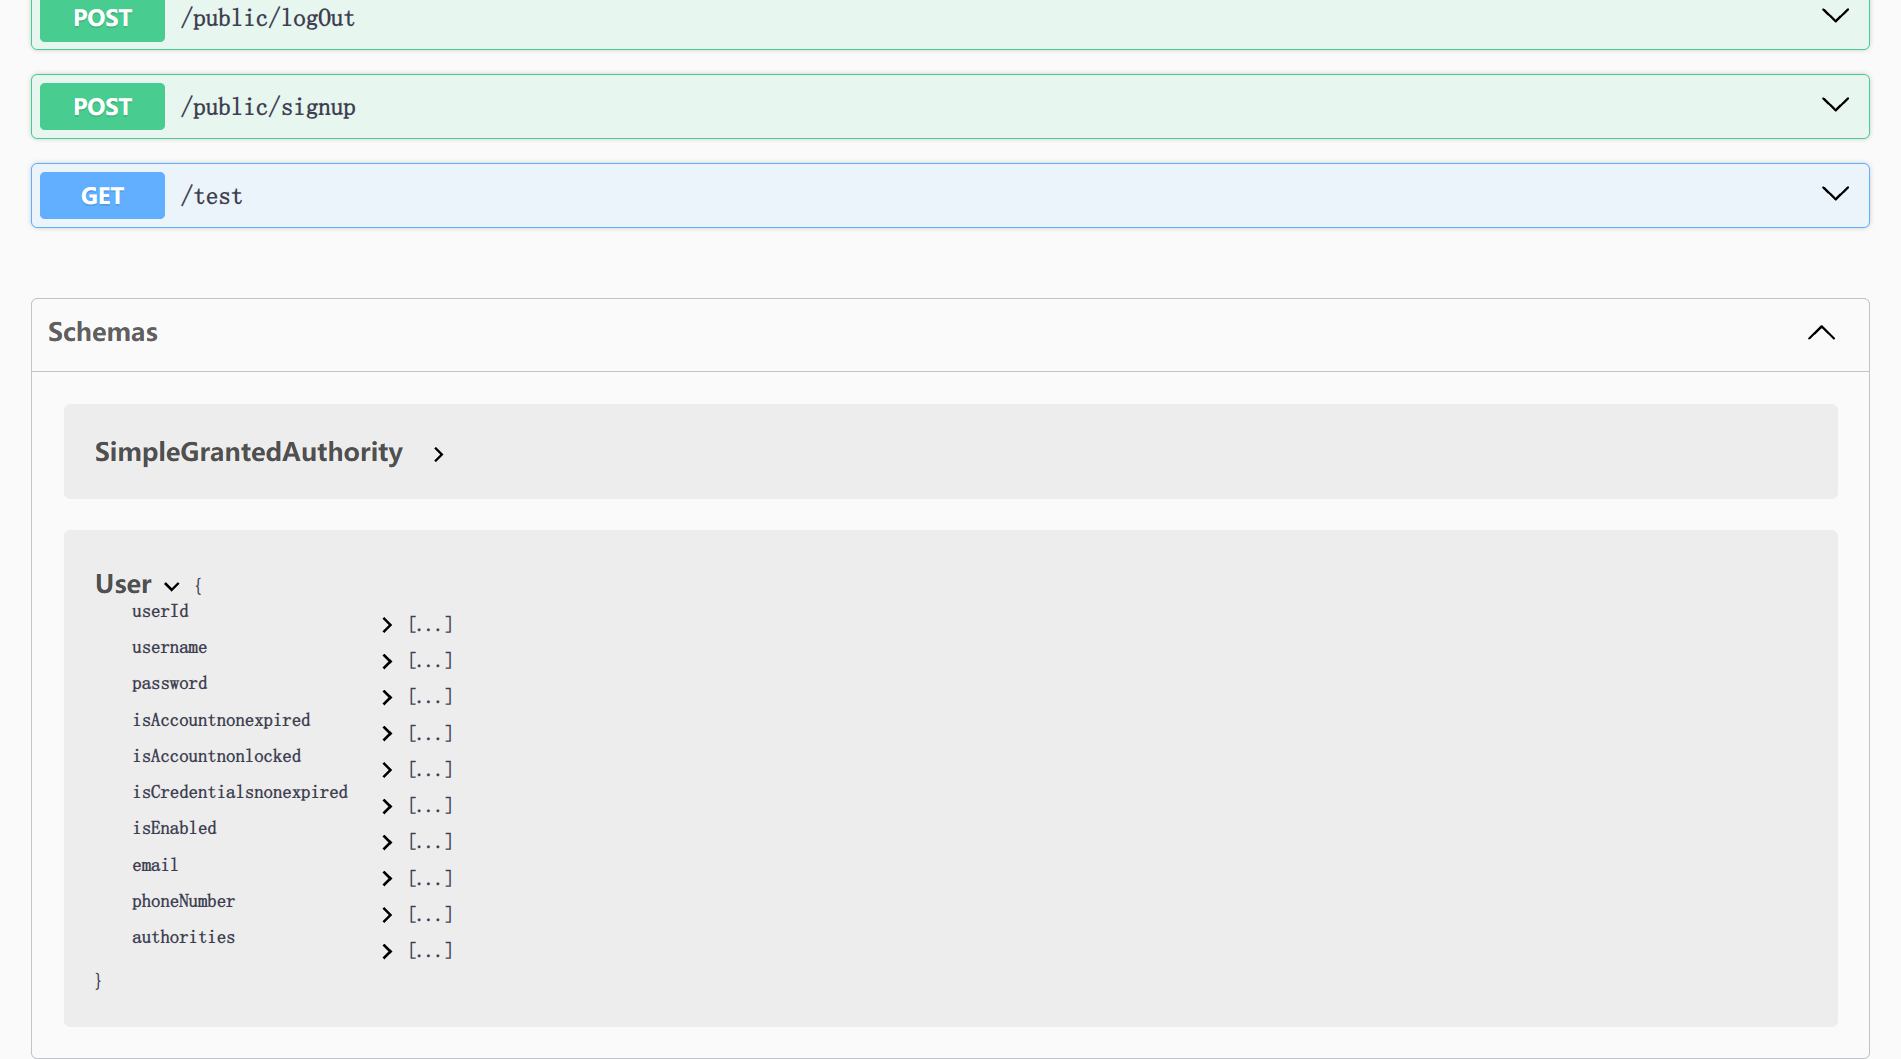 POST /public/logOut
POST /public/signup
GET /test
Schemas
SimpleGrantedAuthority
User {
userId [...]
username [...]
password [...]
isAccountnonexpired [...]
isAccountnonlocked [...]
isCredentialsnonexpired [...]
isEnabled [...]
email [...]
phoneNumber [...]
authorities [...]
}